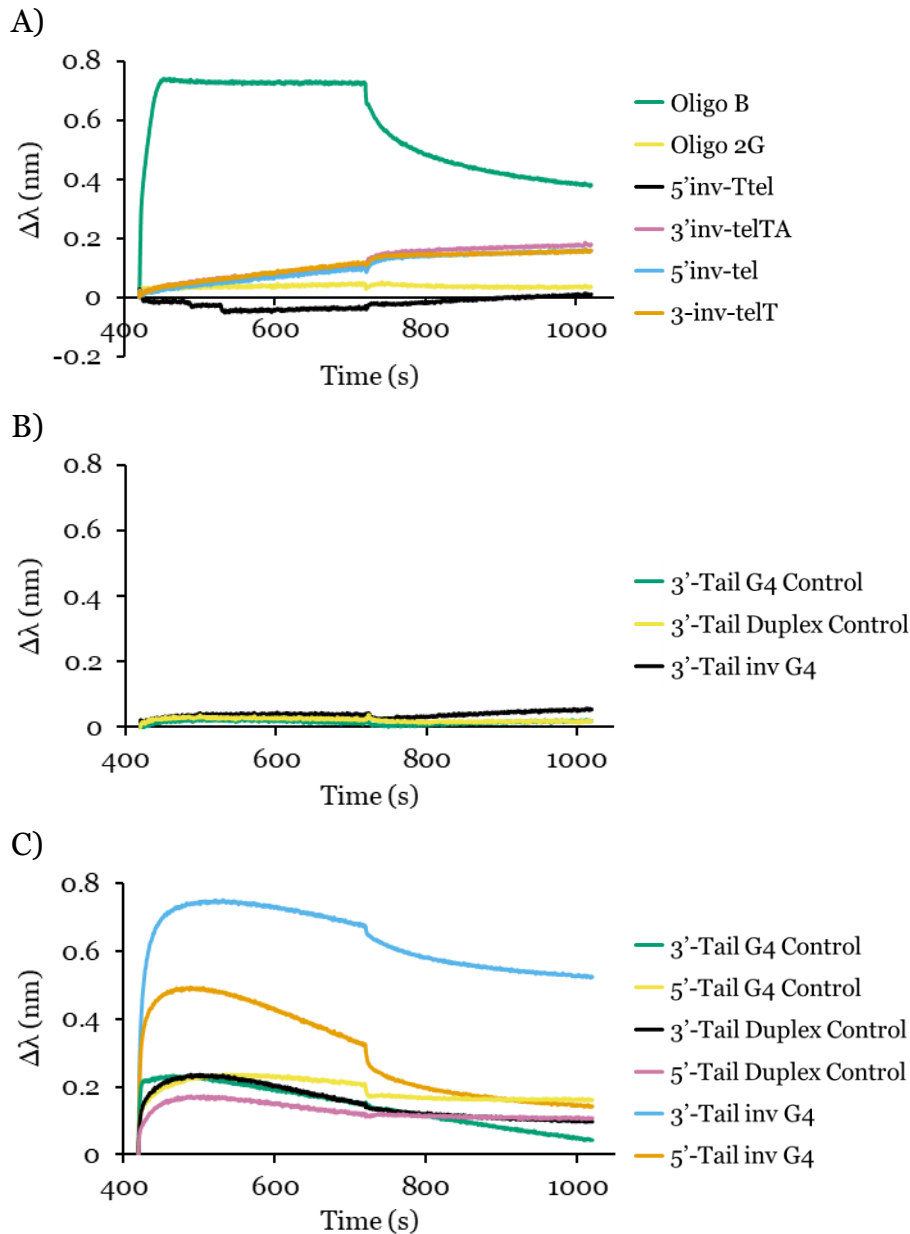 A)
0.8
0.6
0.4
0.2
0
-0.2
400
600
800
1000
Δλ (nm)
Time (s)
Oligo B
Oligo 2G
5'inv-Ttel
3'inv-telTA
5'inv-tel
3-inv-telT
B)
0.8
0.6
0.4
0.2
0
400
600
800
1000
Δλ (nm)
Time (s)
3'-Tail G4 Control
3'-Tail Duplex Control
3'-Tail inv G4
C)
0.8
0.6
0.4
0.2
0
400
600
800
1000
Δλ (nm)
Time (s)
3'-Tail G4 Control
5'-Tail G4 Control
3'-Tail Duplex Control
5'-Tail Duplex Control
3'-Tail inv G4
5'-Tail inv G4